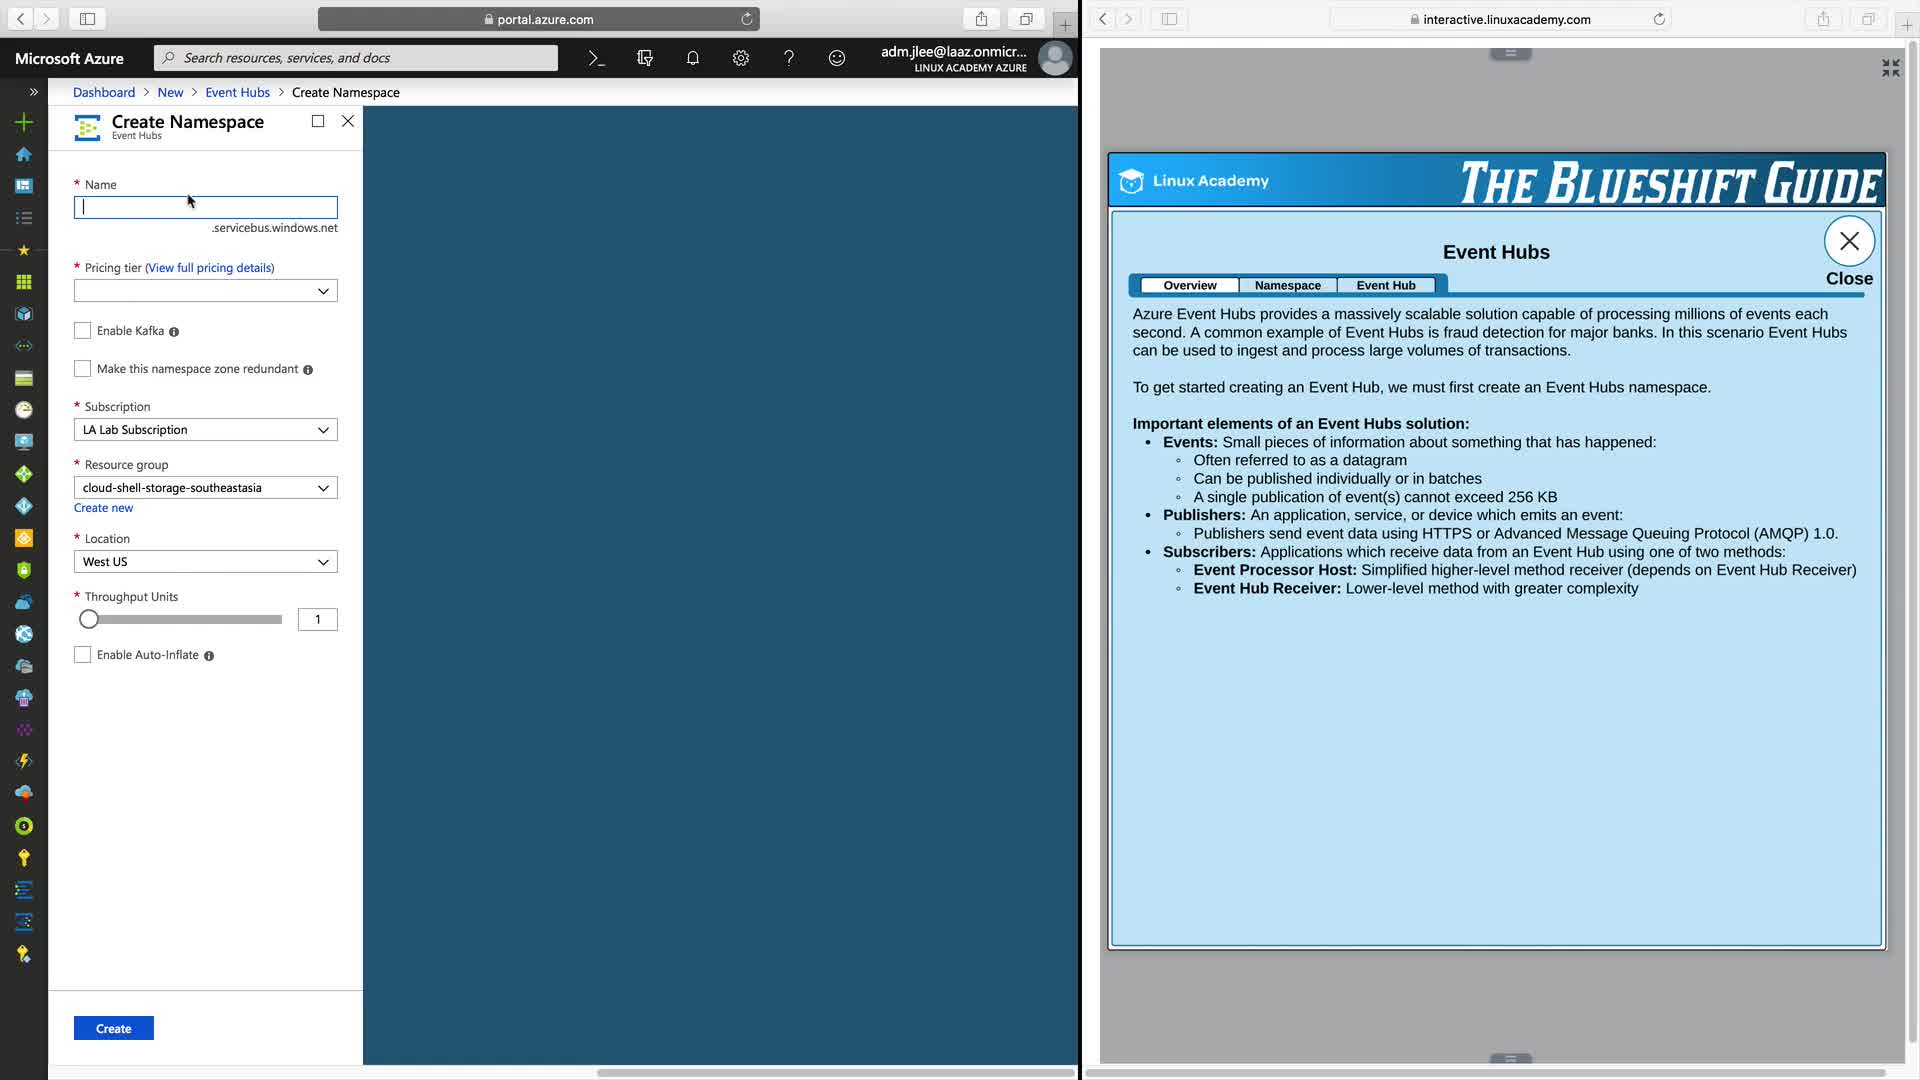 portal.azure.com
Microsoft Azure
Search resources, services, and docs
adm.jlee@laaz.onmicr...
LINUX ACADEMY AZURE
Dashboard > New > Event Hubs > Create Namespace
Create Namespace
Event Hubs
* Name
.servicebus.windows.net
* Pricing tier (View full pricing details)
Enable Kafka
Make this namespace zone redundant
* Subscription
LA Lab Subscription
* Resource group
cloud-shell-storage-southeastasia
Create new
* Location
West US
* Throughput Units
1
Enable Auto-Inflate
Create
interactive.linuxacademy.com
Linux Academy
THE BLUESHIFT GUIDE
Event Hubs
Close
Overview
Namespace
Event Hub
Azure Event Hubs provides a massively scalable solution capable of processing millions of events each
second. A common example of Event Hubs is fraud detection for major banks. In this scenario Event Hubs
can be used to ingest and process large volumes of transactions.
To get started creating an Event Hub, we must first create an Event Hubs namespace.
Important elements of an Event Hubs solution:
• Events: Small pieces of information about something that has happened:
◦ Often referred to as a datagram
◦ Can be published individually or in batches
◦ A single publication of event(s) cannot exceed 256 KB
• Publishers: An application, service, or device which emits an event:
◦ Publishers send event data using HTTPS or Advanced Message Queuing Protocol (AMQP) 1.0.
• Subscribers: Applications which receive data from an Event Hub using one of two methods:
◦ Event Processor Host: Simplified higher-level method receiver (depends on Event Hub Receiver)
◦ Event Hub Receiver: Lower-level method with greater complexity